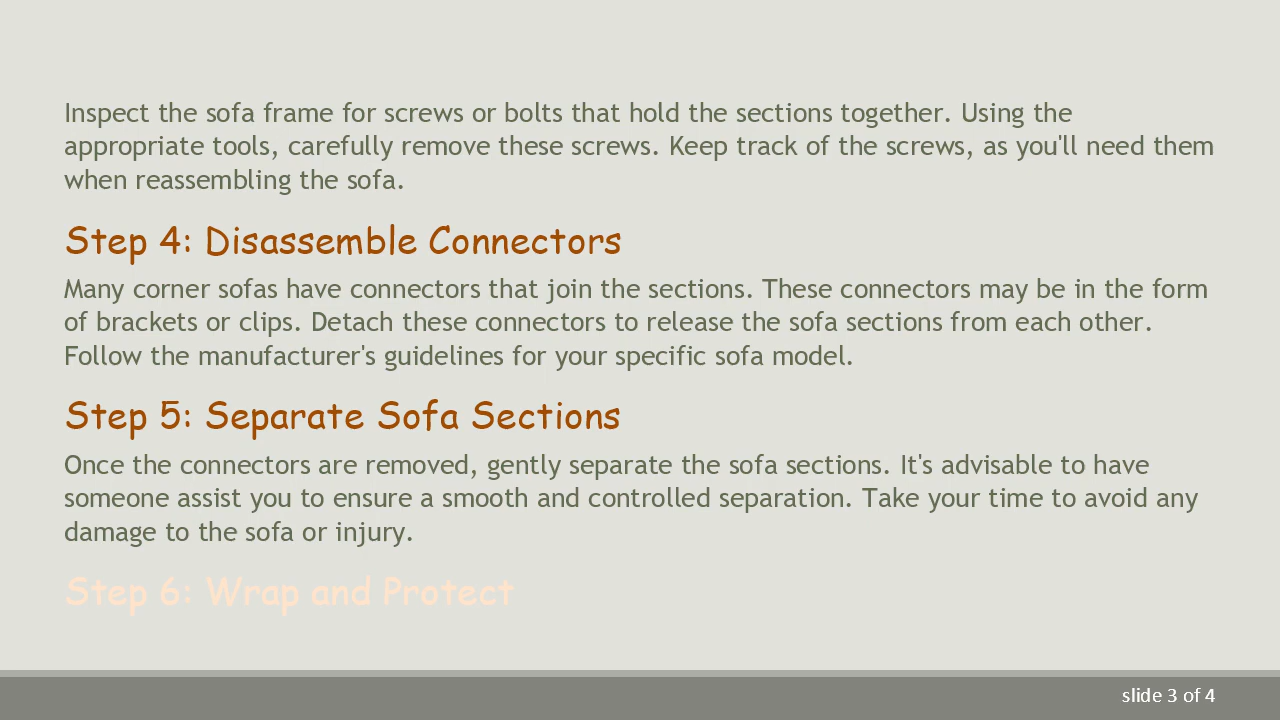 Inspect the sofa frame for screws or bolts that hold the sections together. Using the
appropriate tools, carefully remove these screws. Keep track of the screws, as you'll need them
when reassembling the sofa.
Step 4: Disassemble Connectors
Many corner sofas have connectors that join the sections. These connectors may be in the form
of brackets or clips. Detach these connectors to release the sofa sections from each other.
Follow the manufacturer's guidelines for your specific sofa model.
Step 5: Separate Sofa Sections
Once the connectors are removed, gently separate the sofa sections. It's advisable to have
someone assist you to ensure a smooth and controlled separation. Take your time to avoid any
damage to the sofa or injury.
Step 6: Wrap and Protect
slide 3 of 4